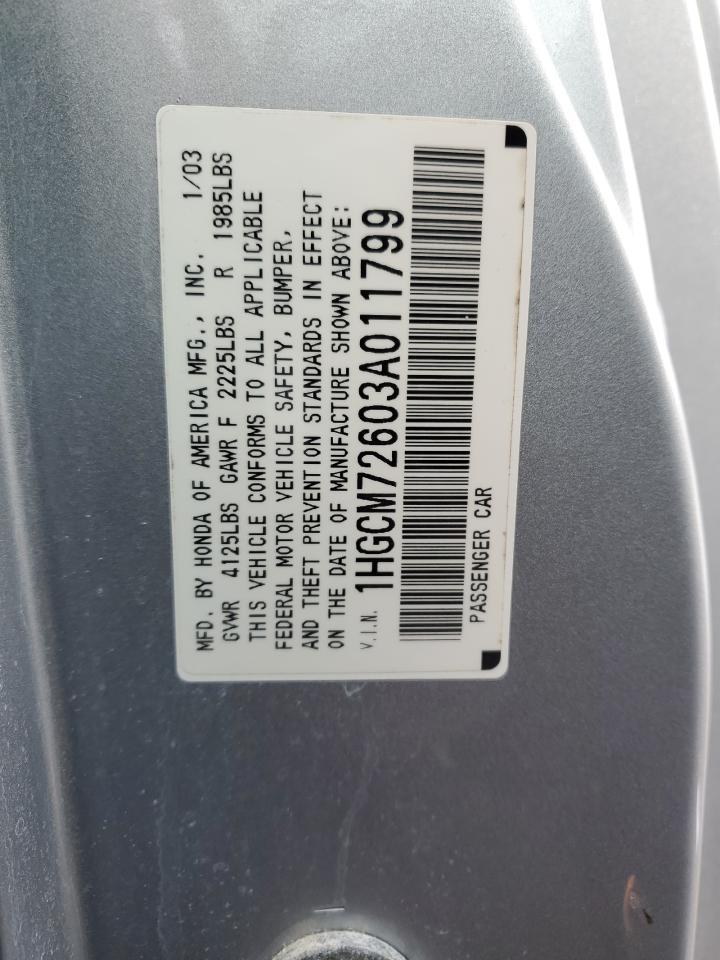 MFD. BY HONDA OF AMERICA MFG., INC. 1/03
GVWR 4125LBS GAWR F 2225LBS R 1985LBS
THIS VEHICLE CONFORMS TO ALL APPLICABLE
FEDERAL MOTOR VEHICLE SAFETY, BUMPER,
AND THEFT PREVENTION STANDARDS IN EFFECT
ON THE DATE OF MANUFACTURE SHOWN ABOVE:
V.I.N. 1HGCM72603A011799
PASSENGER CAR